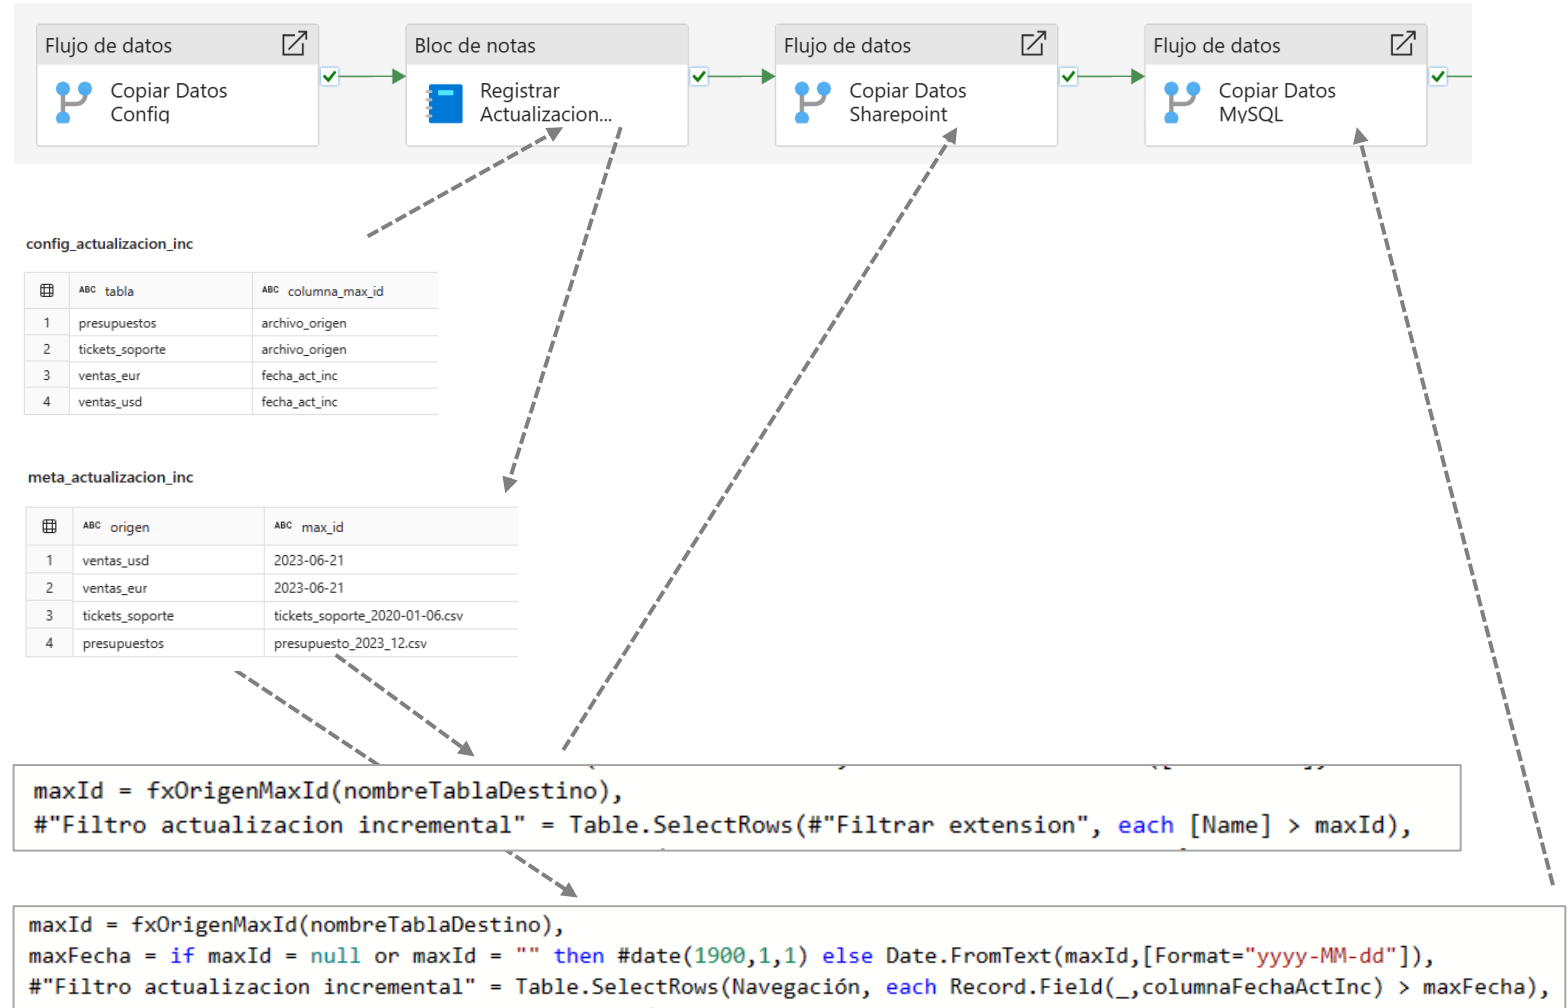 Flujo de datos
Copiar Datos
Config
Bloc de notas
Registrar
Actualizacion...
Flujo de datos
Copiar Datos
Sharepoint
Flujo de datos
Copiar Datos
MySQL
config_actualizacion_inc
ABC tabla ABC columna_max_id
1 presupuestos archivo_origen
2 tickets_soporte archivo_origen
3 ventas_eur fecha_act_inc
4 ventas_usd fecha_act_inc
meta_actualizacion_inc
ABC origen ABC max_id
1 ventas_usd 2023-06-21
2 ventas_eur 2023-06-21
3 tickets_soporte tickets_soporte_2020-01-06.csv
4 presupuestos presupuesto_2023_12.csv
maxId = fxOrigenMaxId(nombreTablaDestino),
#"Filtro actualizacion incremental" = Table.SelectRows(#"Filtrar extension", each [Name] > maxId),
maxId = fxOrigenMaxId(nombreTablaDestino),
maxFecha = if maxId = null or maxId = "" then #date(1900,1,1) else Date.FromText(maxId,[Format="yyyy-MM-dd"]),
#"Filtro actualizacion incremental" = Table.SelectRows(Navegación, each Record.Field(_,columnaFechaActInc) > maxFecha),